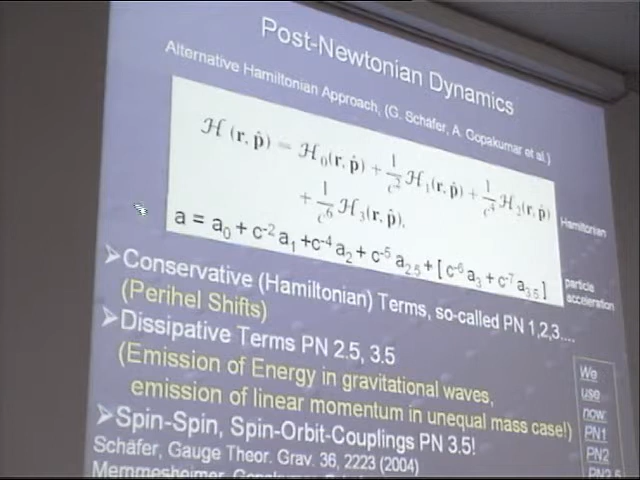 Post-Newtonian Dynamics
Alternative Hamiltonian Approach, (G. Schäfer, A. Gopakumar et al.)
ℋ(r, p̂) = ℋ₀(r, p̂) + 1/c² ℋ₁(r, p̂) + 1/c⁴ ℋ₂(r, p̂)
+ 1/c⁶ ℋ₃(r, p̂),
Hamiltonian
a = a₀ + c⁻² a₁ +c⁻⁴ a₂ + c⁻⁵ a₂.₅ + [ c⁻⁶ a₃ + c⁻⁷ a₃.₅ ]
particle
acceleration
➢Conservative (Hamiltonian) Terms, so-called PN 1,2,3....
(Perihel Shifts)
➢Dissipative Terms PN 2.5, 3.5
(Emission of Energy in gravitational waves,
emission of linear momentum in unequal mass case!)
➢Spin-Spin, Spin-Orbit-Couplings PN 3.5!
Schäfer, Gauge Theor. Grav. 36, 2223 (2004)
Memmesheimer, Gopakumar
We
use
now
PN1
PN2
PN2.5